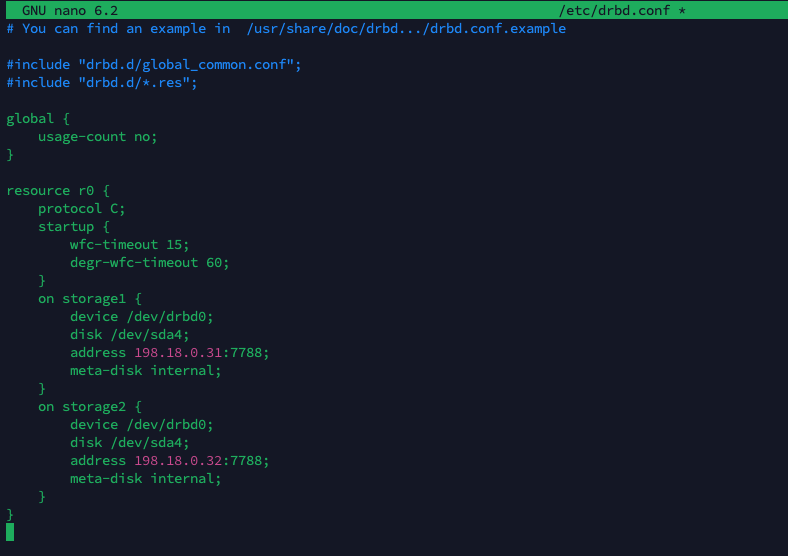 GNU nano 6.2 /etc/drbd.conf *
# You can find an example in  /usr/share/doc/drbd.../drbd.conf.example

#include "drbd.d/global_common.conf";
#include "drbd.d/*.res";

global {
    usage-count no;
}

resource r0 {
    protocol C;
    startup {
        wfc-timeout 15;
        degr-wfc-timeout 60;
    }
    on storage1 {
        device /dev/drbd0;
        disk /dev/sda4;
        address 198.18.0.31:7788;
        meta-disk internal;
    }
    on storage2 {
        device /dev/drbd0;
        disk /dev/sda4;
        address 198.18.0.32:7788;
        meta-disk internal;
    }
}